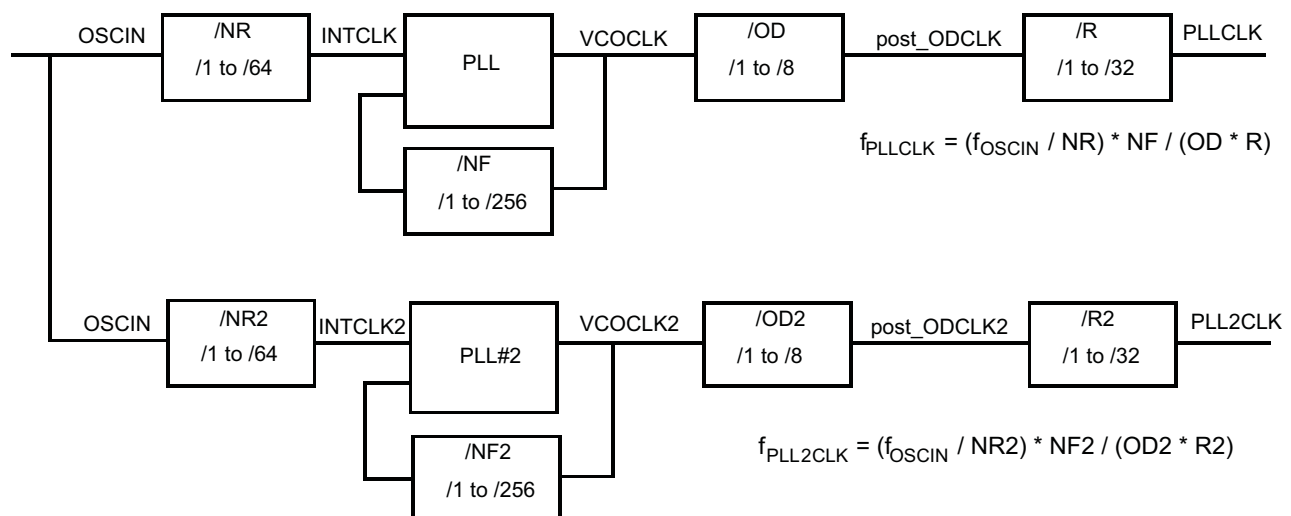 OSCIN
/NR
/1 to /64
INTCLK
PLL
/NF
/1 to /256
VCOCLK
/OD
/1 to /8
post_ODCLK
/R
/1 to /32
PLLCLK
fPLLCLK = (fOSCIN / NR) * NF / (OD * R)
OSCIN
/NR2
/1 to /64
INTCLK2
PLL#2
/NF2
/1 to /256
VCOCLK2
/OD2
/1 to /8
post_ODCLK2
/R2
/1 to /32
PLL2CLK
fPLL2CLK = (fOSCIN / NR2) * NF2 / (OD2 * R2)